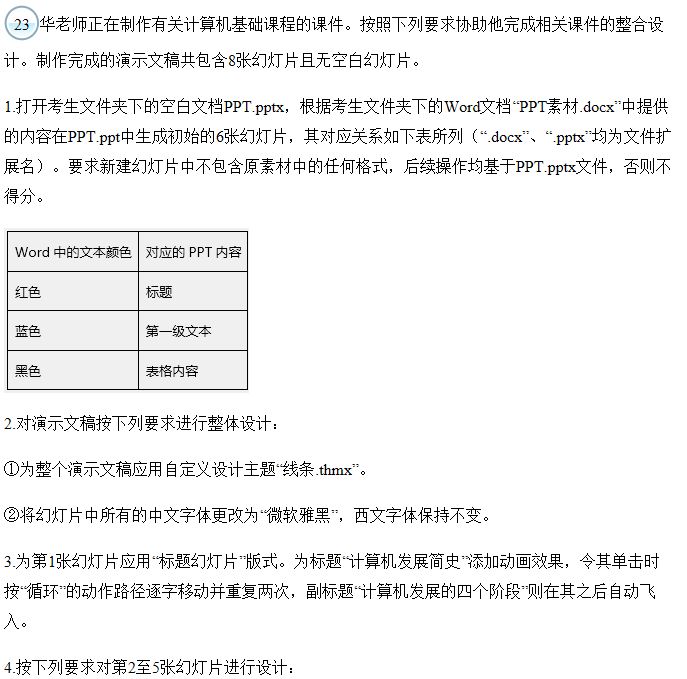 23 华老师正在制作有关计算机基础课程的课件。按照下列要求协助他完成相关课件的整合设
计。制作完成的演示文稿共包含8张幻灯片且无空白幻灯片。
1.打开考生文件夹下的空白文档PPT.pptx，根据考生文件夹下的Word文档“PPT素材.docx”中提供
的内容在PPT.ppt中生成初始的6张幻灯片，其对应关系如下表所列（“.docx”、“.pptx”均为文件扩
展名）。要求新建幻灯片中不包含原素材中的任何格式，后续操作均基于PPT.pptx文件，否则不
得分。
Word 中的文本颜色 对应的 PPT 内容
红色 标题
蓝色 第一级文本
黑色 表格内容
2.对演示文稿按下列要求进行整体设计：
①为整个演示文稿应用自定义设计主题“线条.thmx”。
②将幻灯片中所有的中文字体更改为“微软雅黑”，西文字体保持不变。
3.为第1张幻灯片应用“标题幻灯片”版式。为标题“计算机发展简史”添加动画效果，令其单击时
按“循环”的动作路径逐字移动并重复两次，副标题“计算机发展的四个阶段”则在其之后自动飞
入。
4.按下列要求对第2至5张幻灯片进行设计：